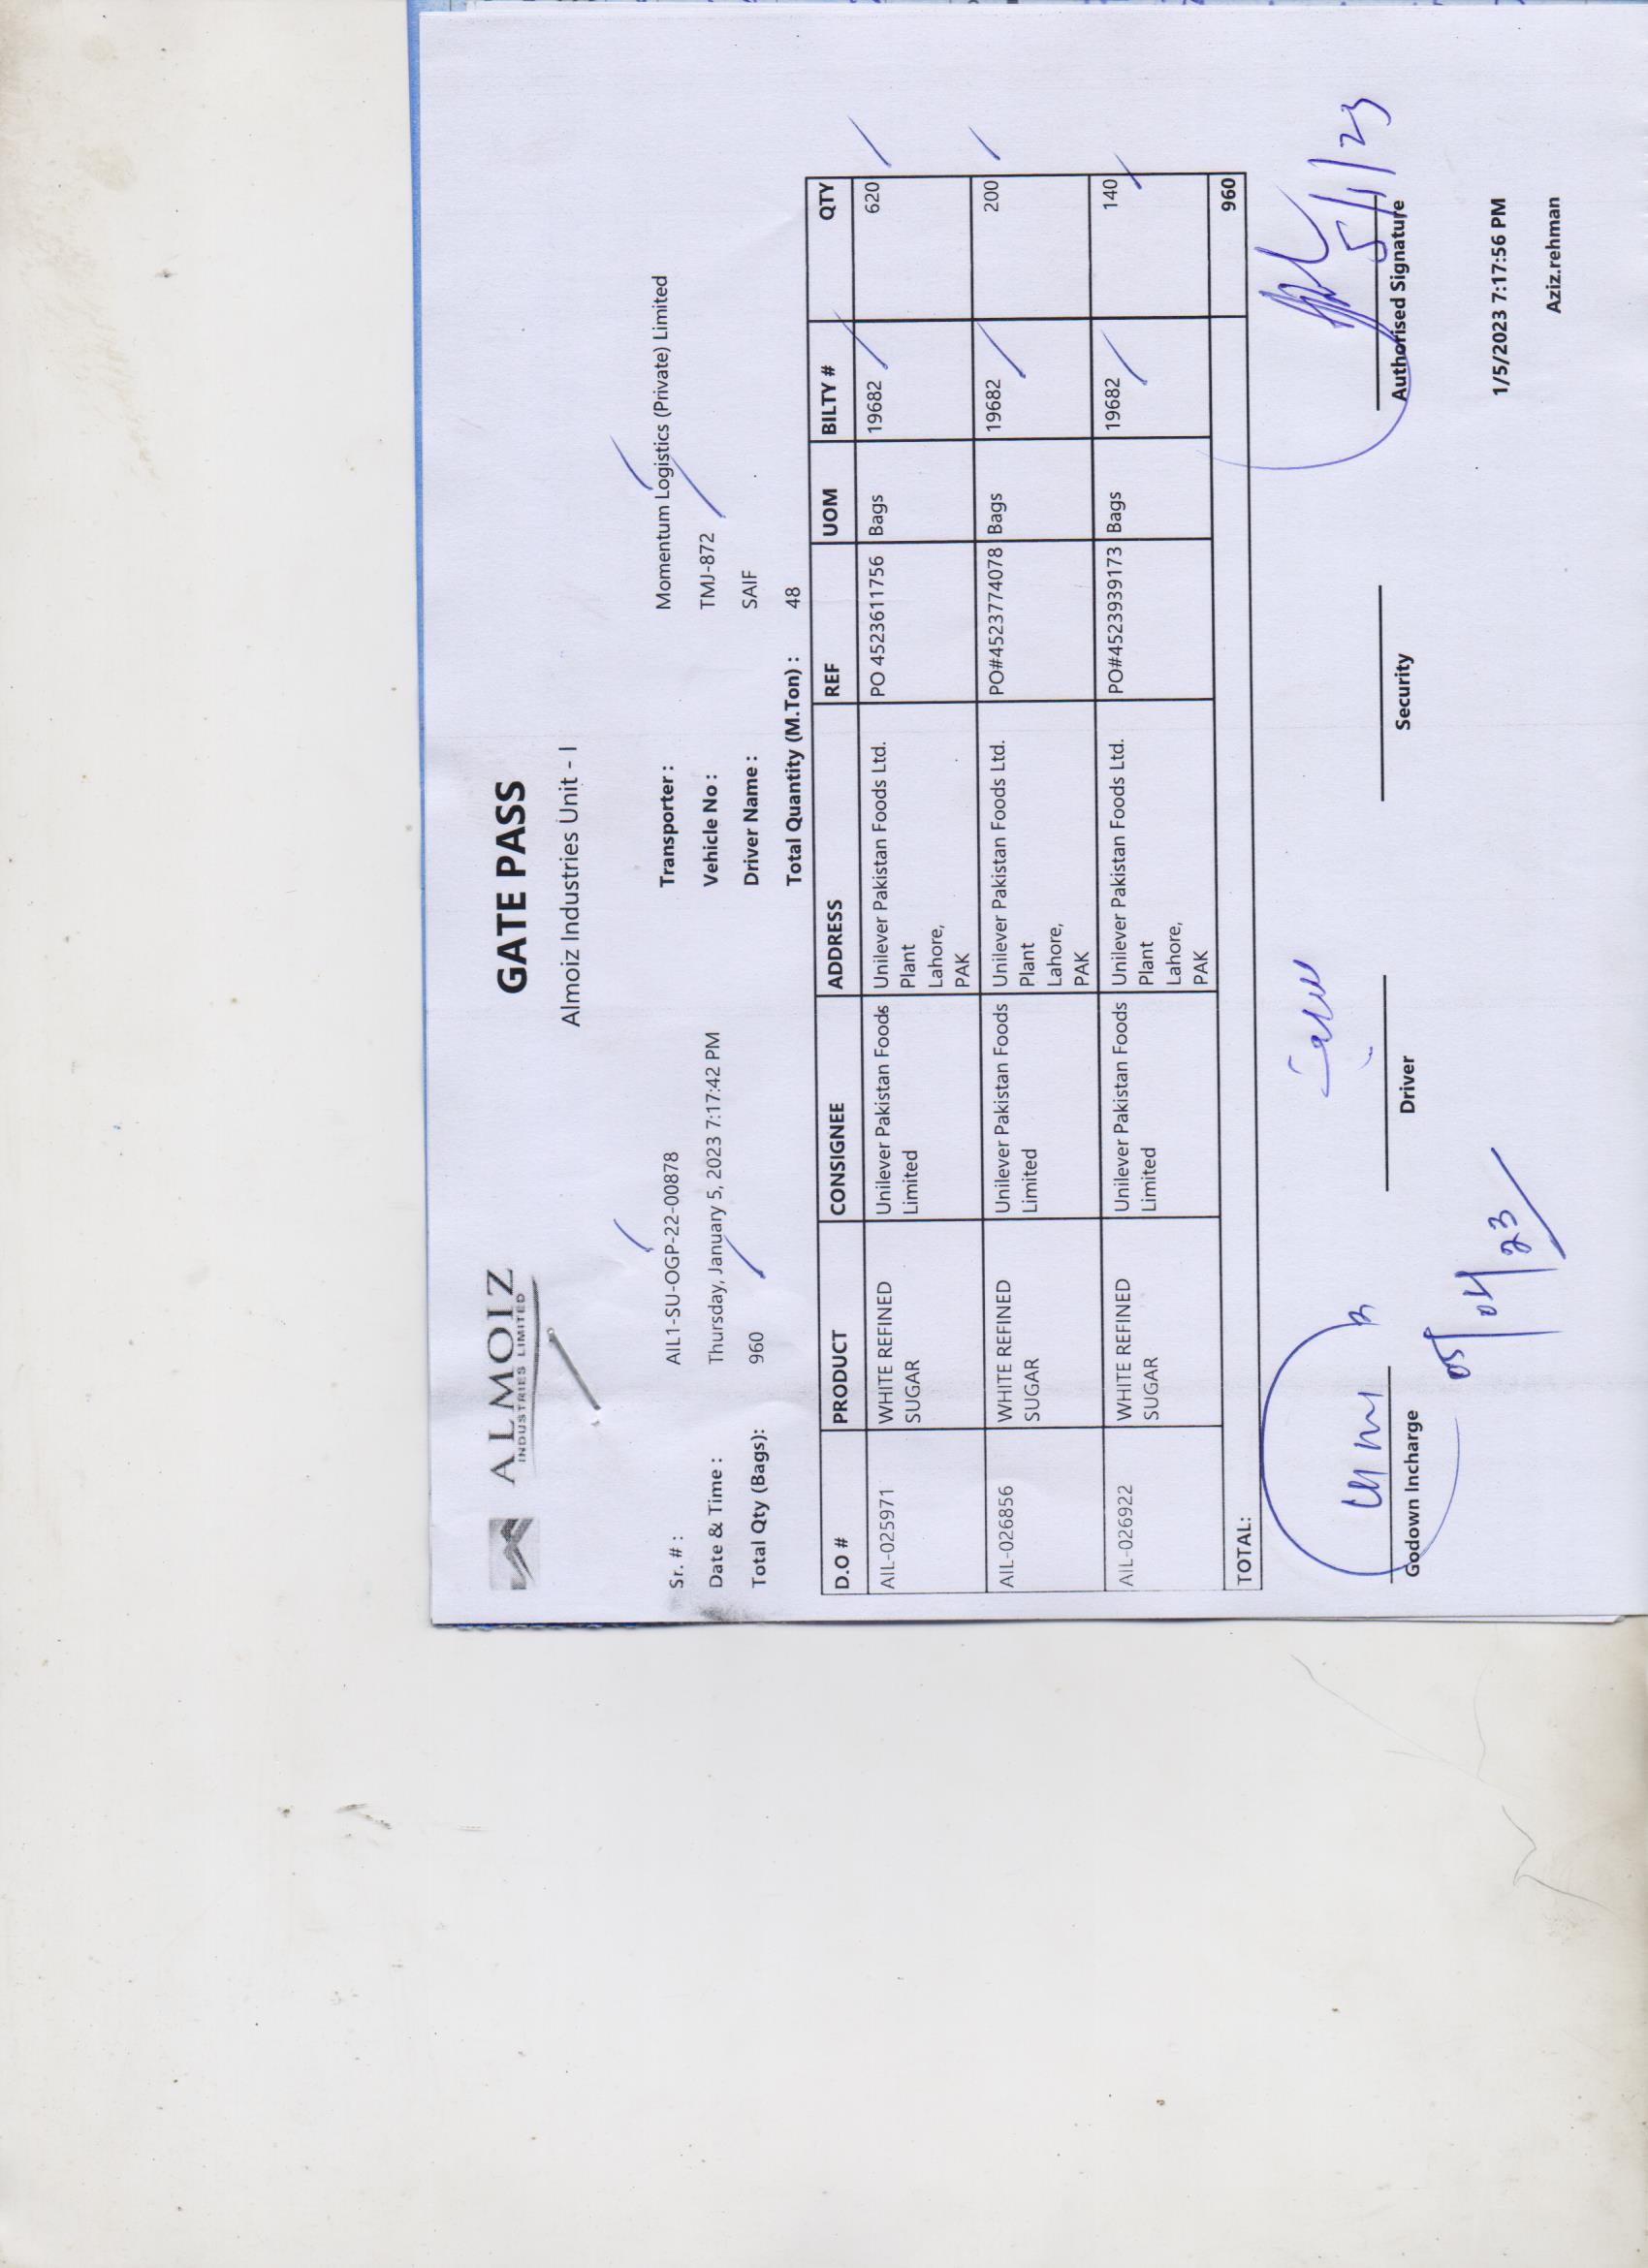 ALMOIZ
INDUSTRIES LIMITED
GATE PASS
Almoiz Industries Unit - I
Sr. # : AIL1-SU-OGP-22-00878 Transporter : Momentum Logistics (Private) Limited
Date & Time : Thursday, January 5, 2023 7:17:42 PM Vehicle No : TMJ-872
Total Qty (Bags): 960 Driver Name : SAIF
Total Quantity (M.Ton) : 48
D.O # PRODUCT CONSIGNEE ADDRESS REF UOM BILTY # QTY
AIL-025971 WHITE REFINED Unilever Pakistan Foods Unilever Pakistan Foods Ltd. PO 4523611756 Bags 19682 620
SUGAR Limited Plant
Lahore,
PAK
AIL-026856 WHITE REFINED Unilever Pakistan Foods Unilever Pakistan Foods Ltd. PO#4523774078 Bags 19682 200
SUGAR Limited Plant
Lahore,
PAK
AIL-026922 WHITE REFINED Unilever Pakistan Foods Unilever Pakistan Foods Ltd. PO#4523939173 Bags 19682 140
SUGAR Limited Plant
Lahore,
PAK
TOTAL: 960
5/1/23
Godown Incharge Driver Security Authorised Signature
1/5/2023 7:17:56 PM
Aziz.rehman